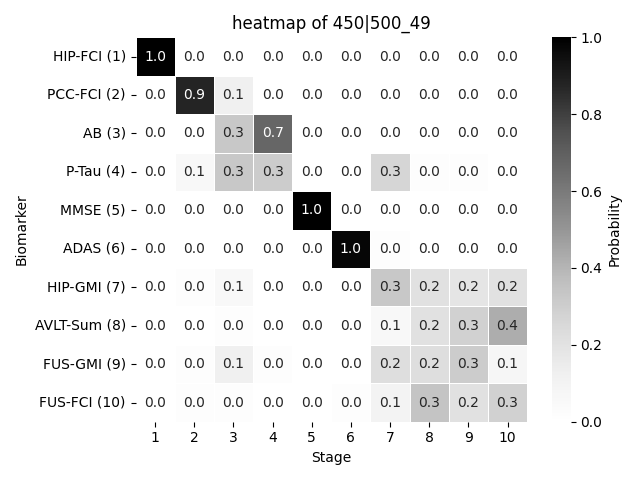 heatmap of 450|500_49
HIP-FCI (1) 1.0 0.0 0.0 0.0 0.0 0.0 0.0 0.0 0.0 0.0
PCC-FCI (2) 0.0 0.9 0.1 0.0 0.0 0.0 0.0 0.0 0.0 0.0
AB (3) 0.0 0.0 0.3 0.7 0.0 0.0 0.0 0.0 0.0 0.0
P-Tau (4) 0.0 0.1 0.3 0.3 0.0 0.0 0.3 0.0 0.0 0.0
MMSE (5) 0.0 0.0 0.0 0.0 1.0 0.0 0.0 0.0 0.0 0.0
ADAS (6) 0.0 0.0 0.0 0.0 0.0 1.0 0.0 0.0 0.0 0.0
HIP-GMI (7) 0.0 0.0 0.1 0.0 0.0 0.0 0.3 0.2 0.2 0.2
AVLT-Sum (8) 0.0 0.0 0.0 0.0 0.0 0.0 0.1 0.2 0.3 0.4
FUS-GMI (9) 0.0 0.0 0.1 0.0 0.0 0.0 0.2 0.2 0.3 0.1
FUS-FCI (10) 0.0 0.0 0.0 0.0 0.0 0.0 0.1 0.3 0.2 0.3
1 2 3 4 5 6 7 8 9 10
Stage
Biomarker
1.0
0.8
0.6
0.4
0.2
0.0
Probability